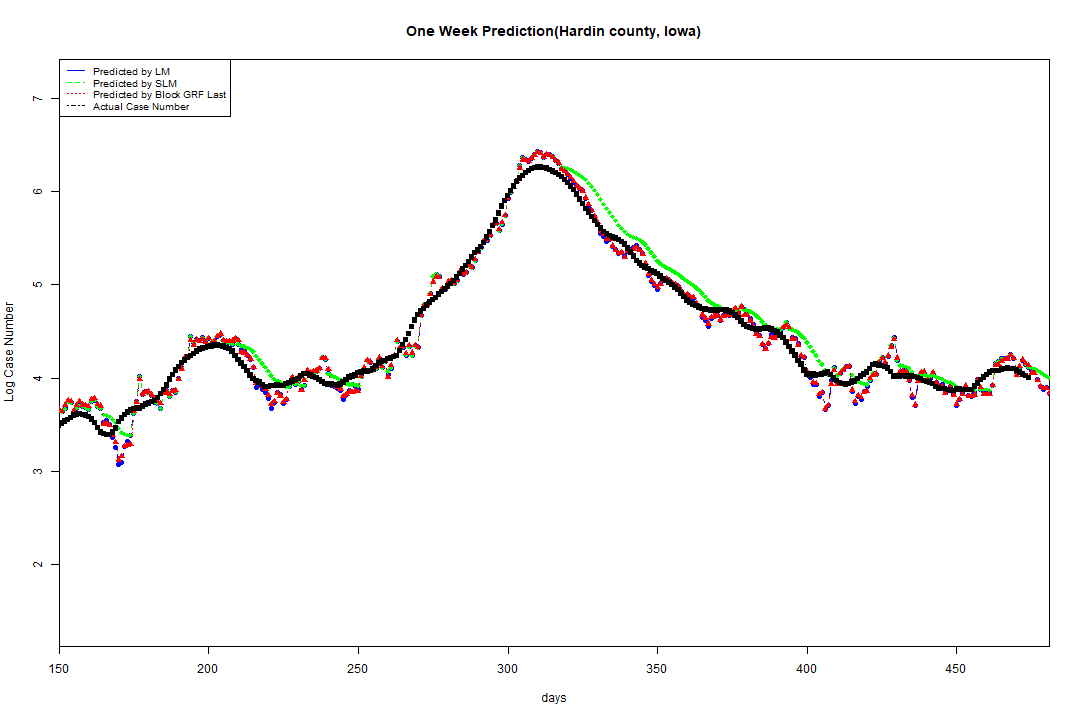 One Week Prediction(Hardin county, Iowa)
Predicted by LM
Predicted by SLM
Predicted by Block GRF Last
Actual Case Number
7
6
5
4
3
2
Log Case Number
150 200 250 300 350 400 450
days